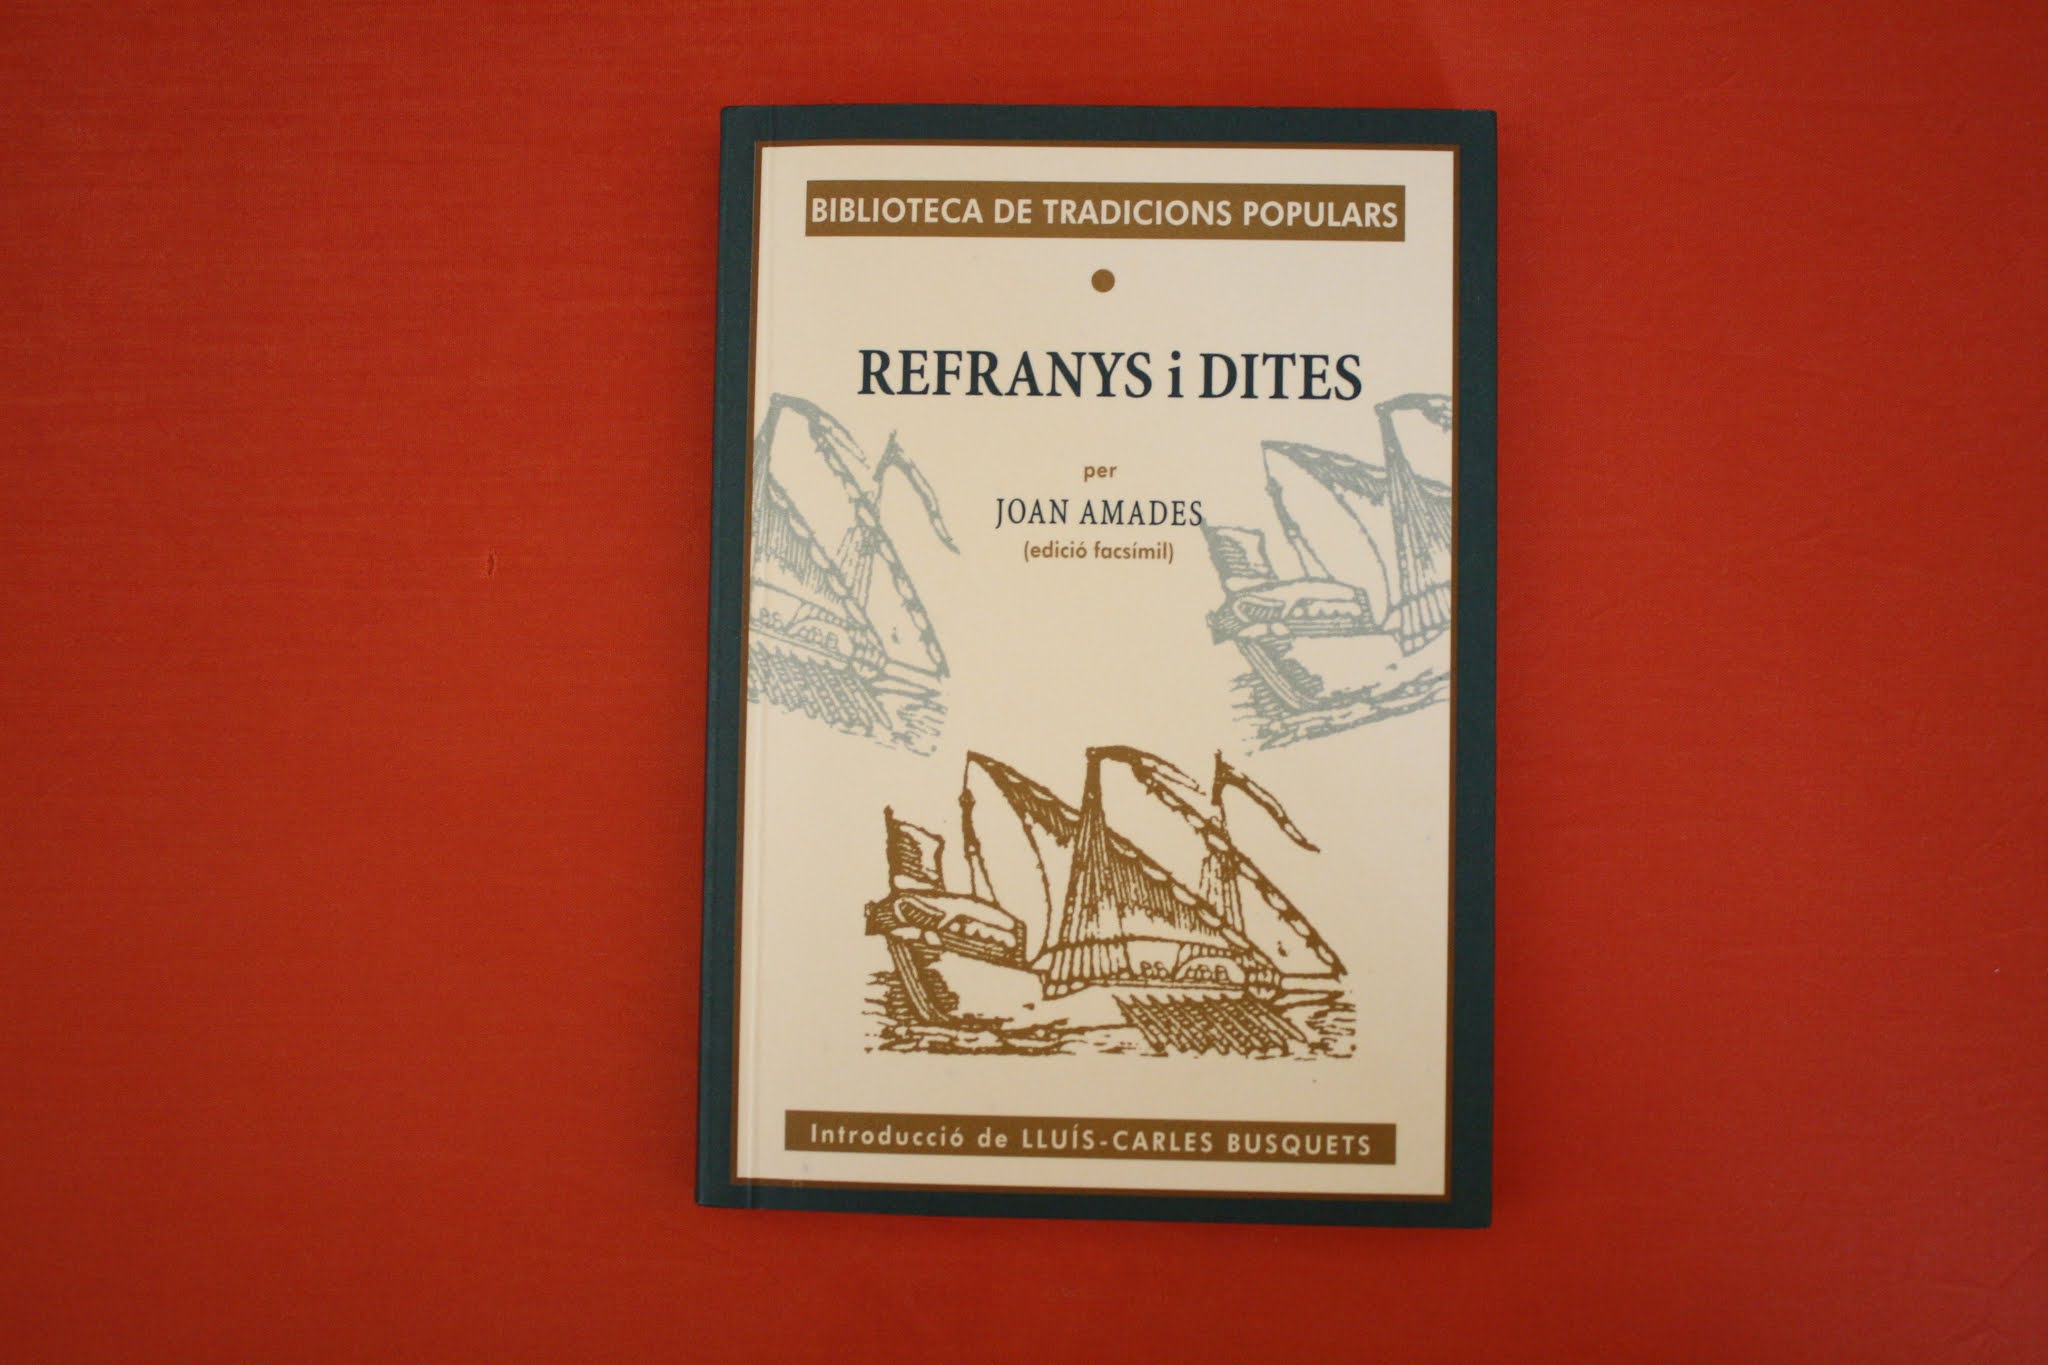 BIBLIOTECA DE TRADICIONS POPULARS
REFRANYS i DITES
per
JOAN AMADES
(edició facsímil)
Introducció de LLUÍS-CARLES BUSQUETS